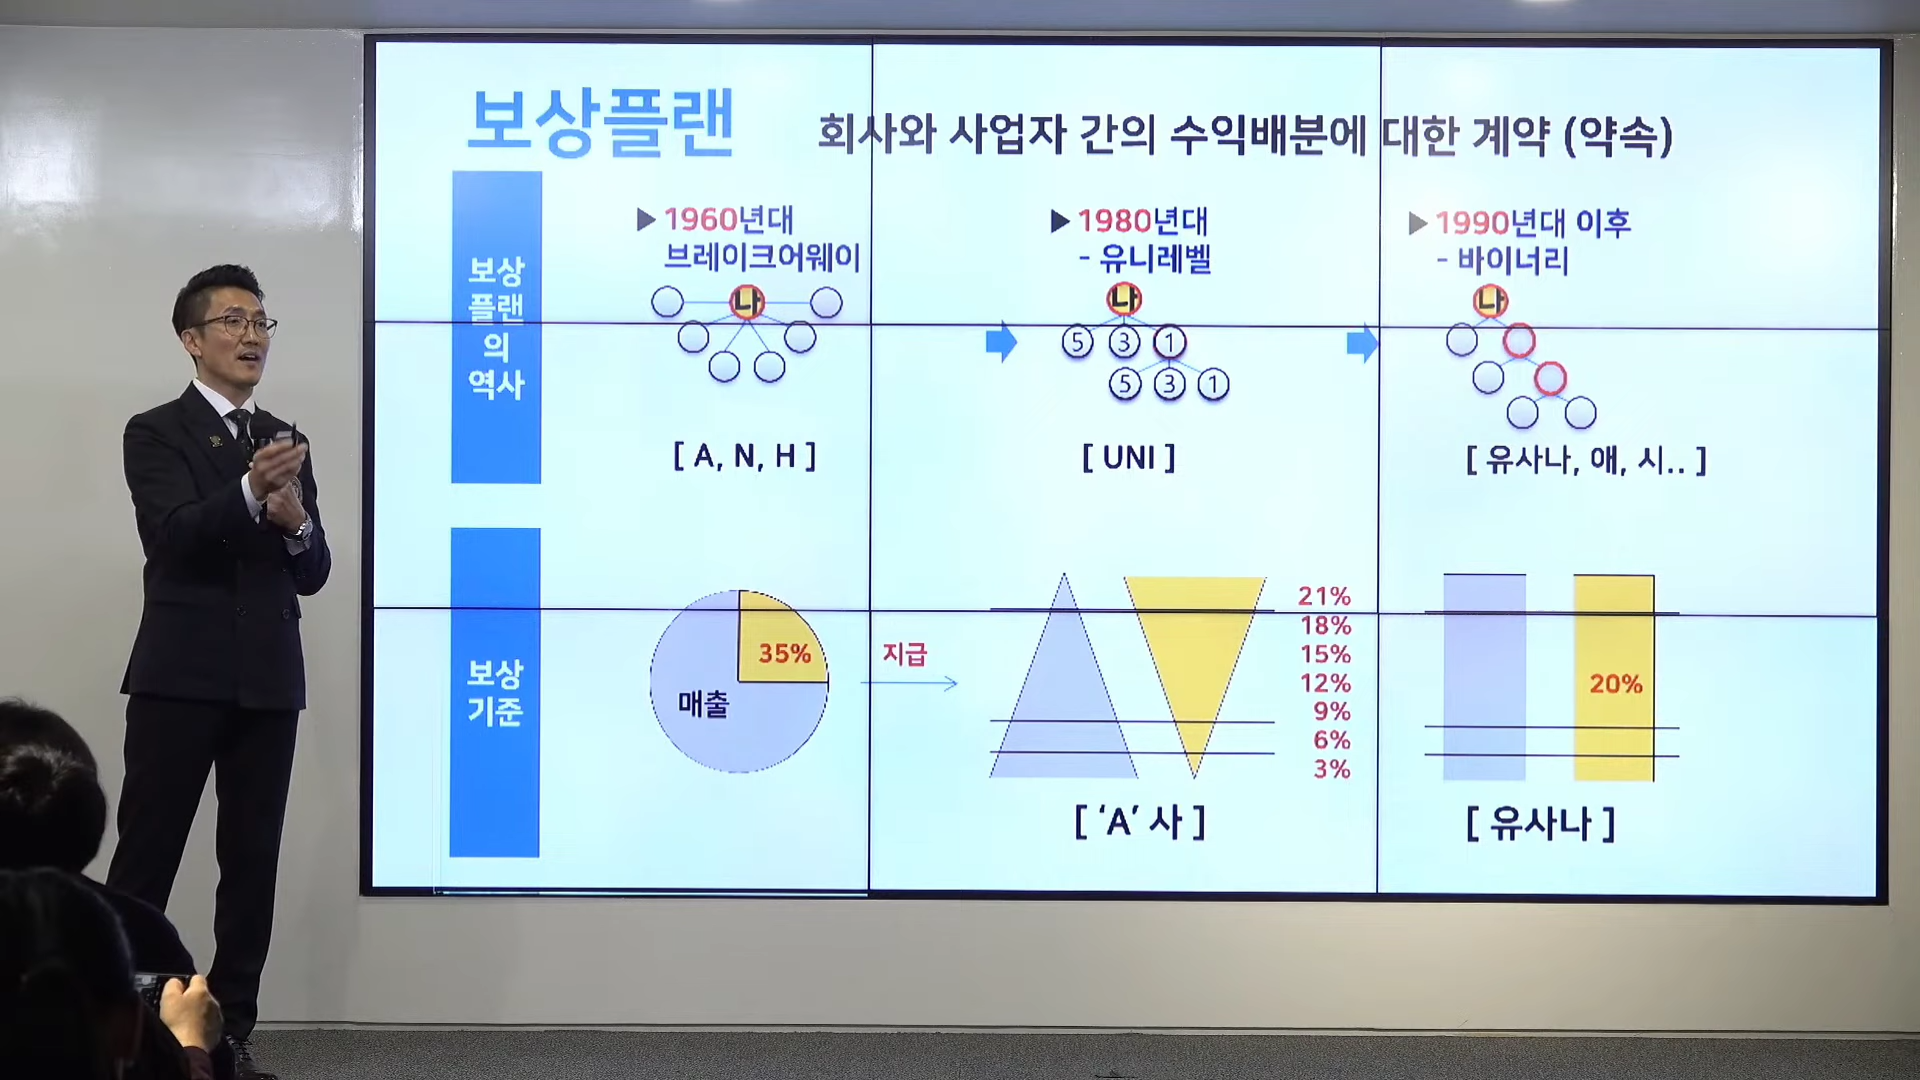 보상플랜
회사와 사업자 간의 수익배분에 대한 계약 (약속)
보상
플랜
의
역사
▶1960년대
브레이크어웨이
나
[ A, N, H ]
▶1980년대
- 유니레벨
나
5 3 1
5 3 1
[ UNI ]
▶1990년대 이후
- 바이너리
나
[ 유사나, 애, 시.. ]
보상
기준
35%
매출
지급
21%
18%
15%
12%
9%
6%
3%
[ ‘A’ 사 ]
20%
[ 유사나 ]